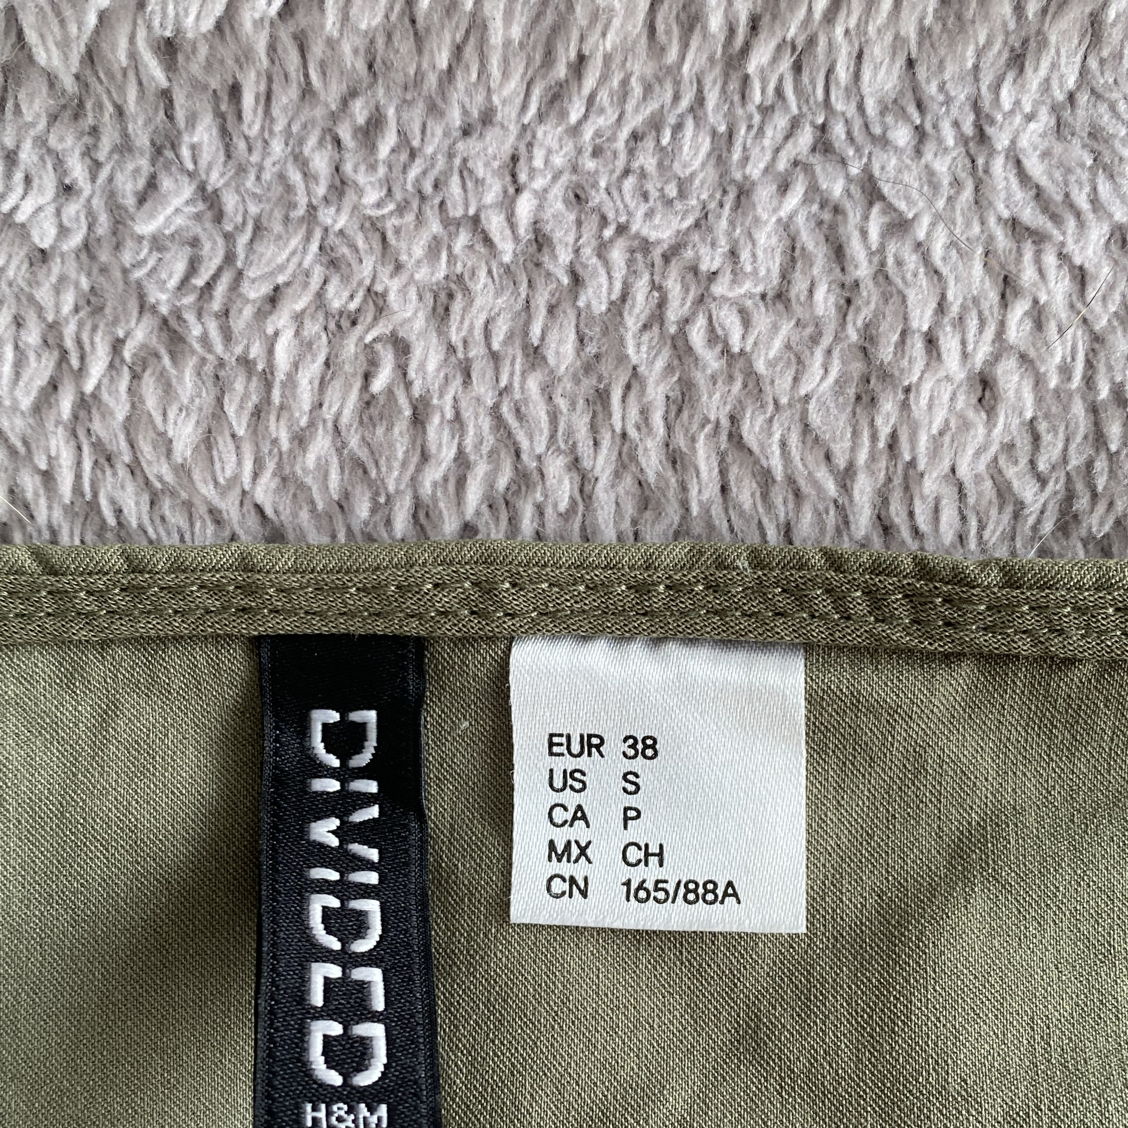 DIVIDED
H&M
EUR 38
US S
CA P
MX CH
CN 165/88A